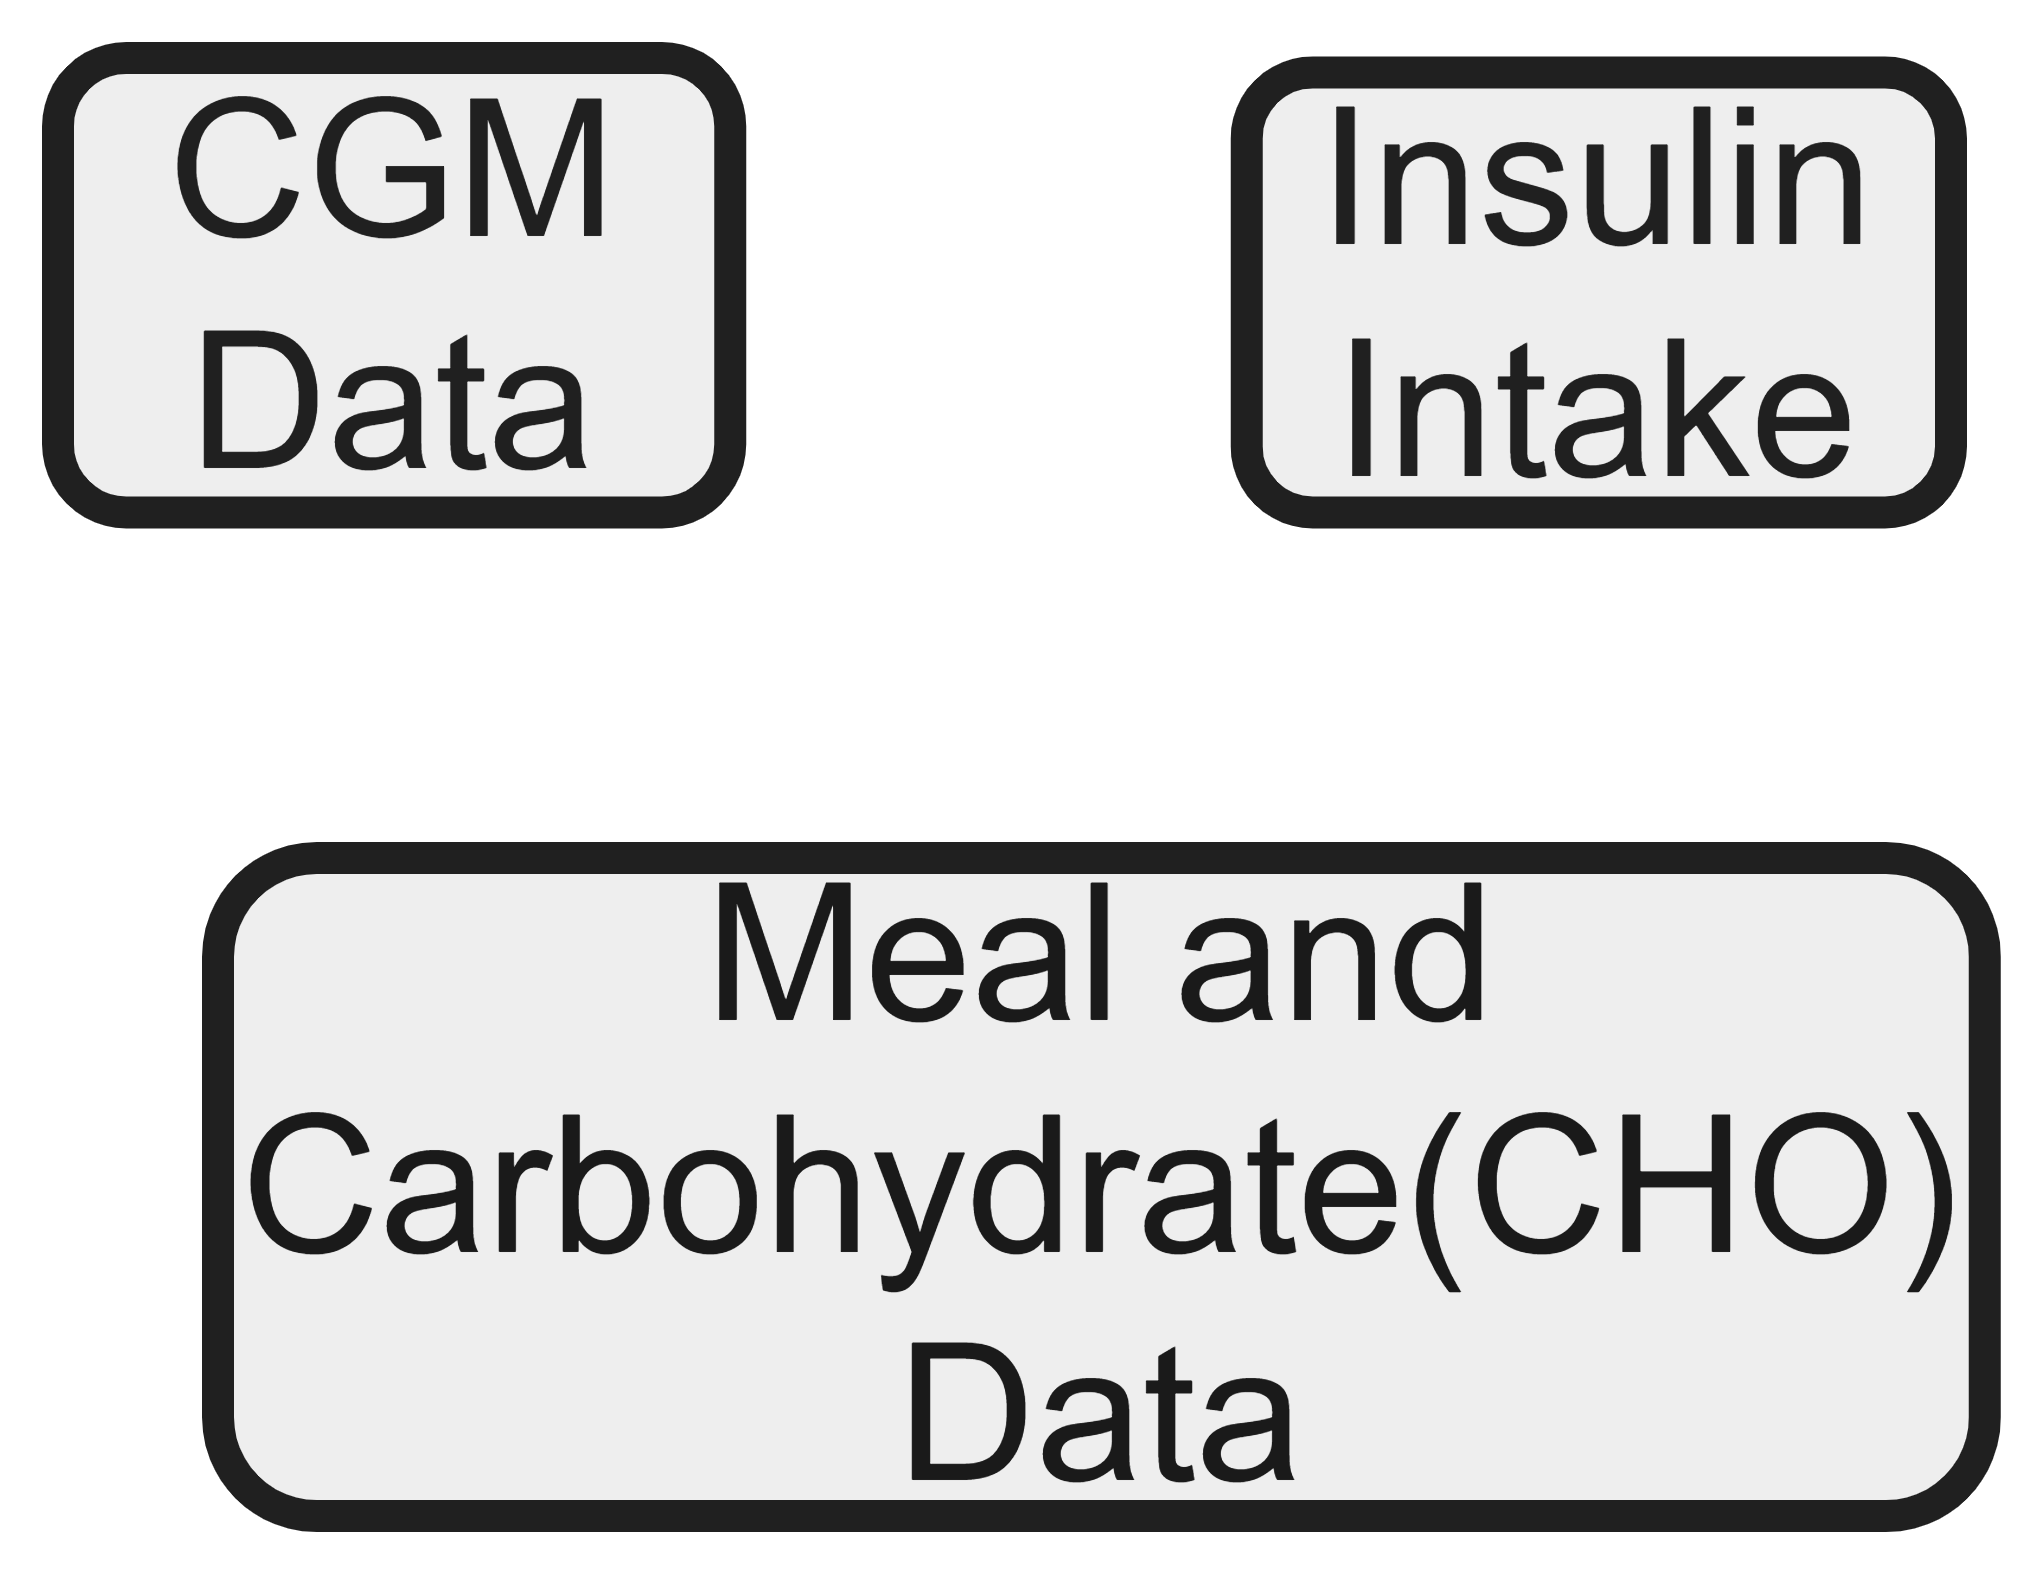 CGM
Data
Insulin
Intake
Meal and
Carbohydrate(CHO)
Data